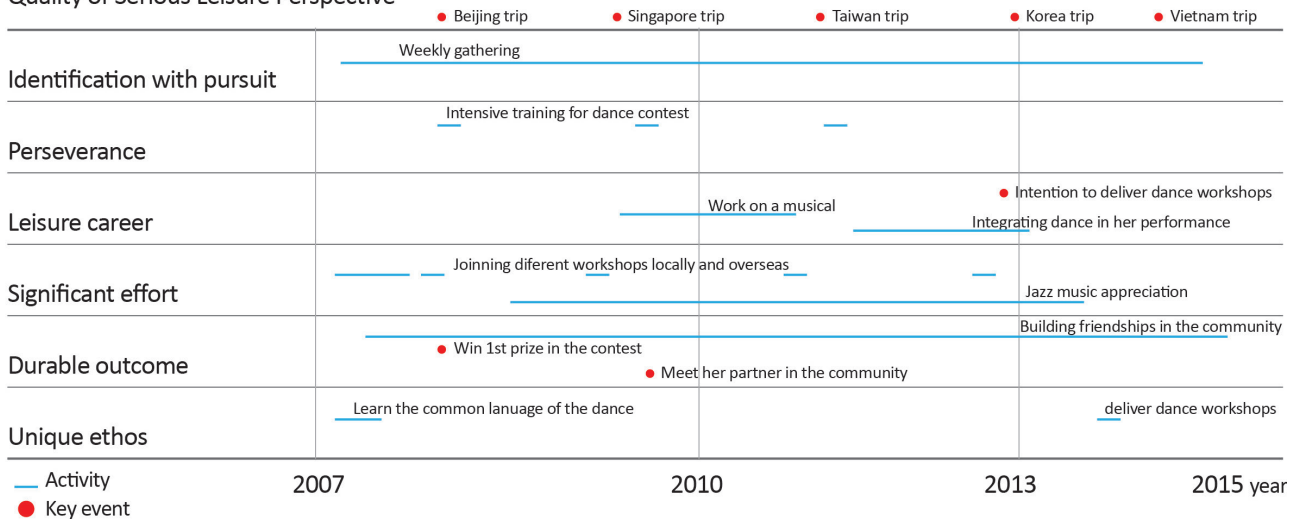 Quality of Serious Leisure Perspective
Beijing trip
Singapore trip
Taiwan trip
Korea trip
Vietnam trip
Weekly gathering
Identification with pursuit
Intensive training for dance contest
Perseverance
Intention to deliver dance workshops
Work on a musical
Leisure career
Integrating dance in her performance
Joinning diferent workshops locally and overseas
Significant effort
Jazz music appreciation
Building friendships in the community
Win 1st prize in the contest
Durable outcome
Meet her partner in the community
Learn the common lanuage of the dance
deliver dance workshops
Unique ethos
Activity
2007
2010
2013
2015 year
Key event